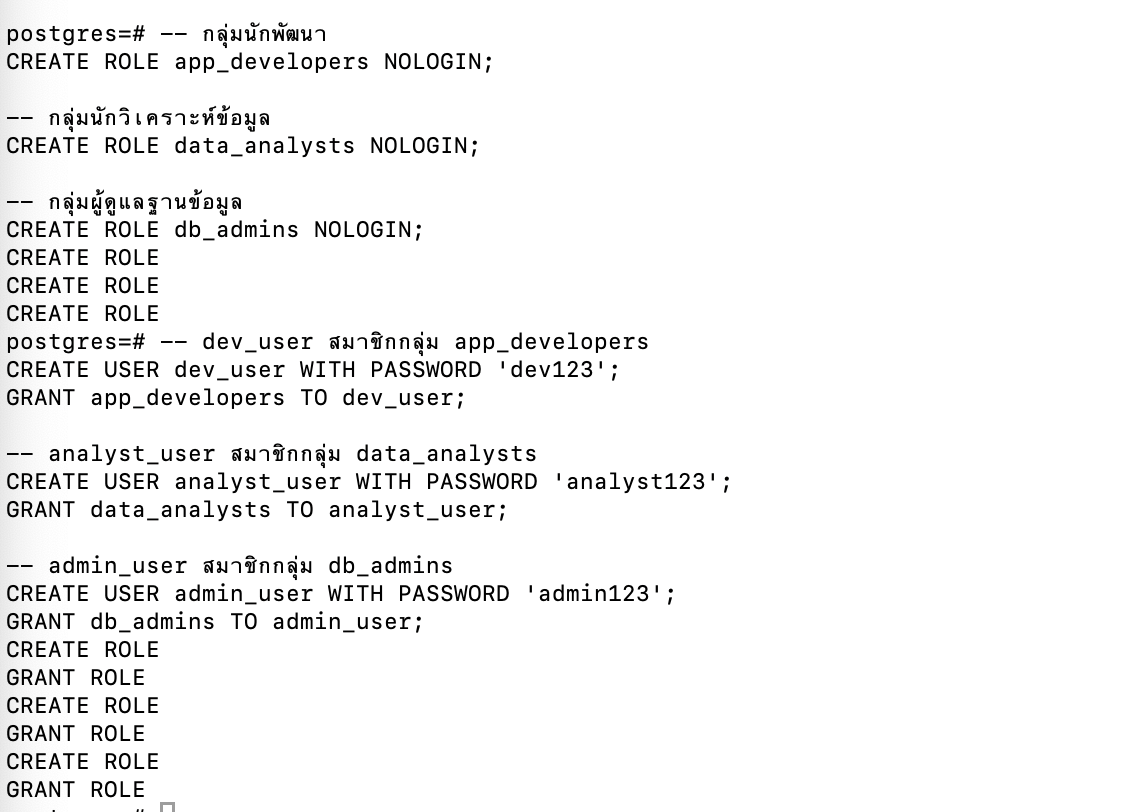 postgres=# -- กลุ่มนักพัฒนา
CREATE ROLE app_developers NOLOGIN;
-- กลุ่มนักวิเคราะห์ข้อมูล
CREATE ROLE data_analysts NOLOGIN;
-- กลุ่มผู้ดูแลฐานข้อมูล
CREATE ROLE db_admins NOLOGIN;
CREATE ROLE
CREATE ROLE
CREATE ROLE
postgres=# -- dev_user สมาชิกกลุ่ม app_developers
CREATE USER dev_user WITH PASSWORD 'dev123';
GRANT app_developers TO dev_user;
-- analyst_user สมาชิกกลุ่ม data_analysts
CREATE USER analyst_user WITH PASSWORD 'analyst123';
GRANT data_analysts TO analyst_user;
-- admin_user สมาชิกกลุ่ม db_admins
CREATE USER admin_user WITH PASSWORD 'admin123';
GRANT db_admins TO admin_user;
CREATE ROLE
GRANT ROLE
CREATE ROLE
GRANT ROLE
CREATE ROLE
GRANT ROLE